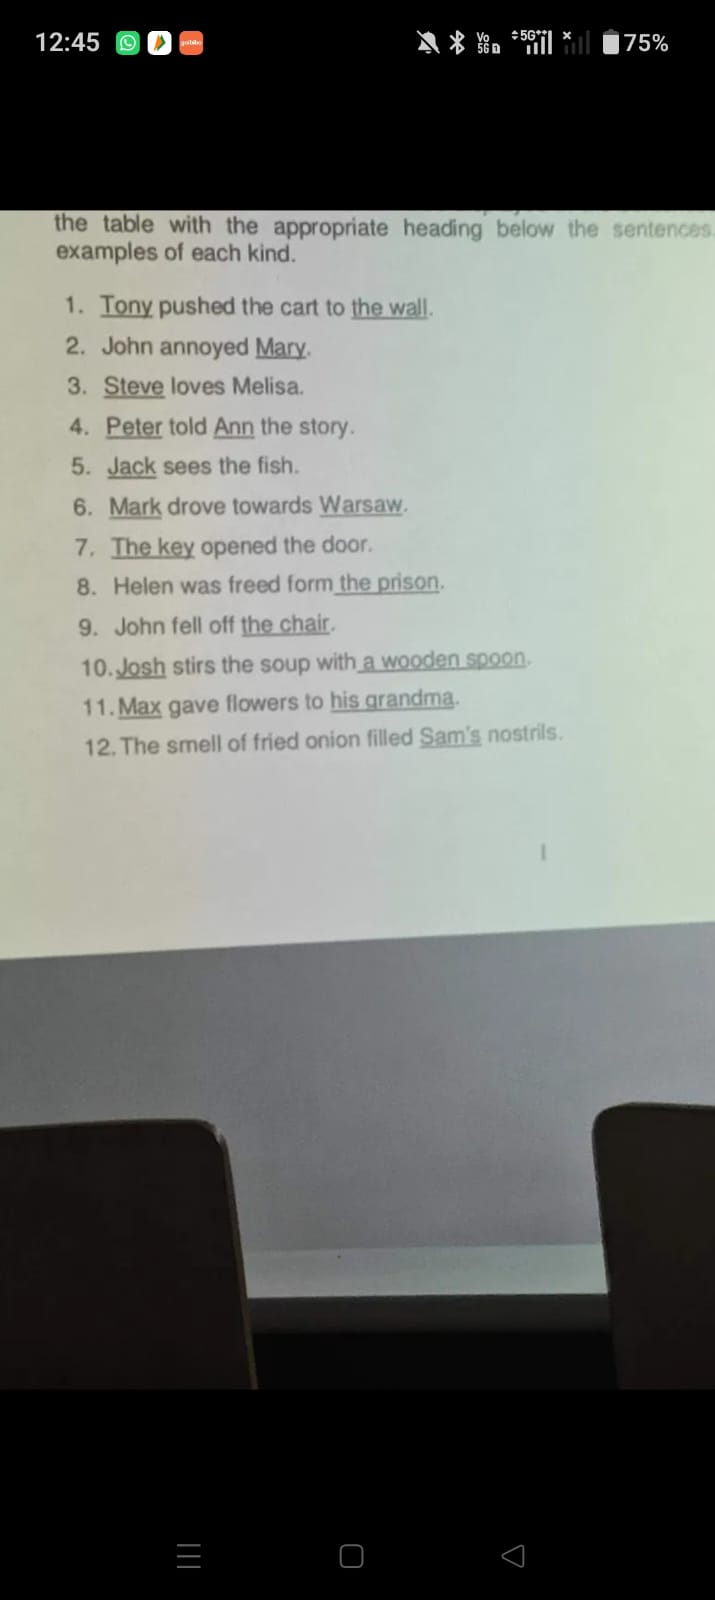 12:45 goibibo Vo 5G 5G 75%
the table with the appropriate heading below the sentences.
examples of each kind.
1. Tony pushed the cart to the wall.
2. John annoyed Mary.
3. Steve loves Melisa.
4. Peter told Ann the story.
5. Jack sees the fish.
6. Mark drove towards Warsaw.
7. The key opened the door.
8. Helen was freed form the prison.
9. John fell off the chair.
10. Josh stirs the soup with a wooden spoon.
11. Max gave flowers to his grandma.
12. The smell of fried onion filled Sam's nostrils.